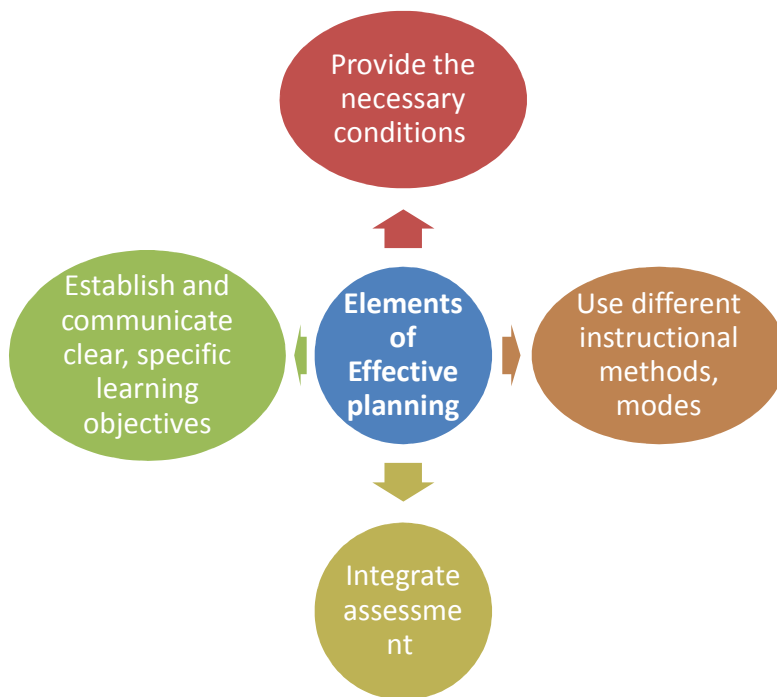 Provide the
necessary
conditions
Establish and
communicate
clear, specific
learning
objectives
Elements
of
Effective
planning
Use different
instructional
methods,
modes
Integrate
assessme
nt